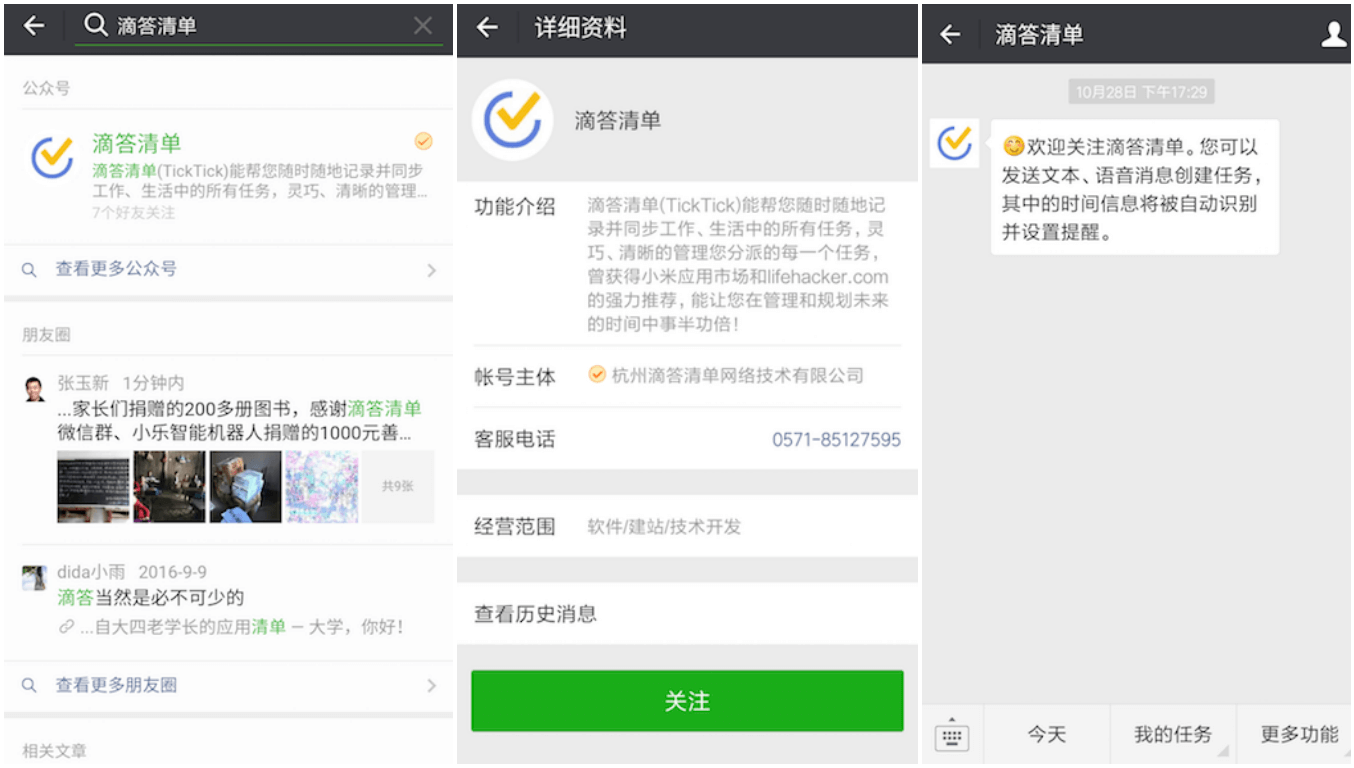 滴答清单
公众号
滴答清单
滴答清单(TickTick)能帮您随时随地记录并同步
工作、生活中的所有任务，灵巧、清晰的管理...
7个好友关注
查看更多公众号
朋友圈
张玉新 1分钟内
...家长们捐赠的200多册图书，感谢滴答清单
微信群、小乐智能机器人捐赠的1000元善...
共9张
dida小雨 2016-9-9
滴答当然是必不可少的
...自大四老学长的应用清单 – 大学，你好！
查看更多朋友圈
相关文章
详细资料
滴答清单
功能介绍
滴答清单(TickTick)能帮您随时随地记
录并同步工作、生活中的所有任务，灵
巧、清晰的管理您分派的每一个任务，
曾获得小米应用市场和lifehacker.com
的强力推荐，能让您在管理和规划未来
的时间中事半功倍！
帐号主体
杭州滴答清单网络技术有限公司
客服电话
0571-85127595
经营范围
软件/建站/技术开发
查看历史消息
关注
滴答清单
10月28日 下午17:29
欢迎关注滴答清单。您可以
发送文本、语音消息创建任务，
其中的时间信息将被自动识别
并设置提醒。
今天
我的任务
更多功能